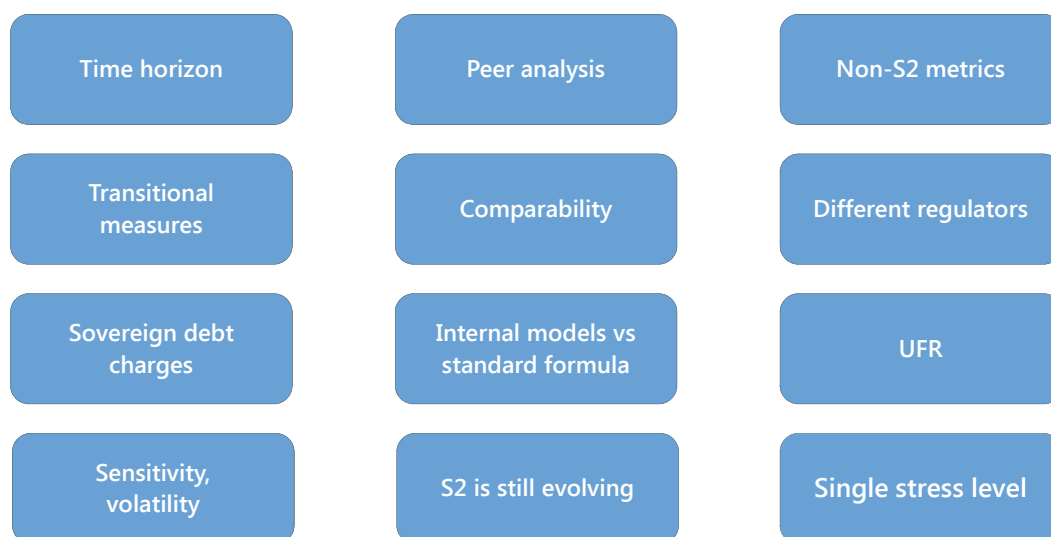 Time horizon
Peer analysis
Non-S2 metrics
Transitional
measures
Comparability
Different regulators
Sovereign debt
charges
Internal models vs
standard formula
UFR
Sensitivity,
volatility
S2 is still evolving
Single stress level